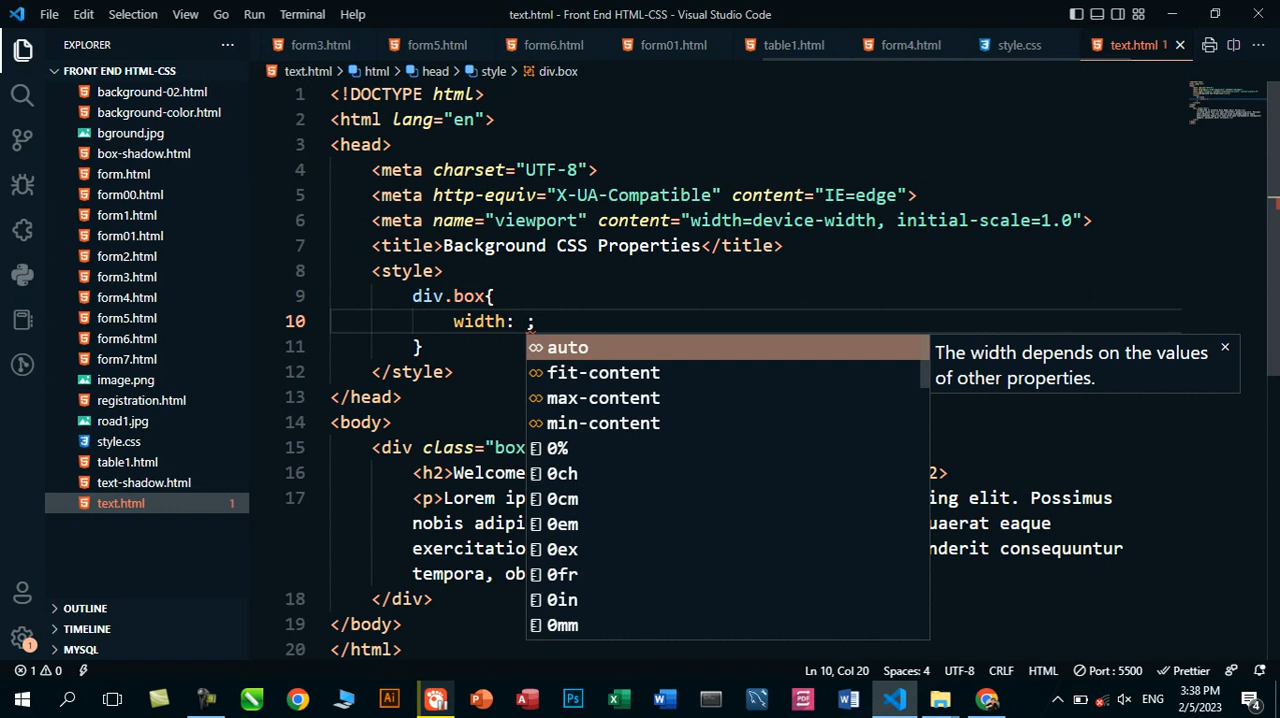 File Edit Selection View Go Run Terminal Help text.html - Front End HTML-CSS - Visual Studio Code
EXPLORER
form3.html form5.html form6.html form01.html table1.html form4.html style.css text.html 1
FRONT END HTML-CSS
text.html > html > head > style > div.box
background-02.html
background-color.html
bground.jpg
box-shadow.html
form.html
form00.html
form1.html
form01.html
form2.html
form3.html
form4.html
form5.html
form6.html
form7.html
image.png
registration.html
road1.jpg
style.css
table1.html
text-shadow.html
text.html 1
OUTLINE
TIMELINE
MYSQL
1 <!DOCTYPE html>
2 <html lang="en">
3 <head>
4 <meta charset="UTF-8">
5 <meta http-equiv="X-UA-Compatible" content="IE=edge">
6 <meta name="viewport" content="width=device-width, initial-scale=1.0">
7 <title>Background CSS Properties</title>
8 <style>
9 div.box{
10 width: ;
11 }
12 </style>
13 </head>
14 <body>
15 <div class="box
16 <h2>Welcome 2>
17 <p>Lorem ip ing elit. Possimus
nobis adipi uaerat eaque
exercitatio nderit consequuntur
tempora, ob
18 </div>
19 </body>
20 </html>
auto
fit-content
max-content
min-content
0%
0ch
0cm
0em
0ex
0fr
0in
0mm
The width depends on the values
of other properties.
1 0 Ln 10, Col 20 Spaces: 4 UTF-8 CRLF HTML Port : 5500 Prettier
1
Ai Ps ENG 3:38 PM
2/5/2023
4